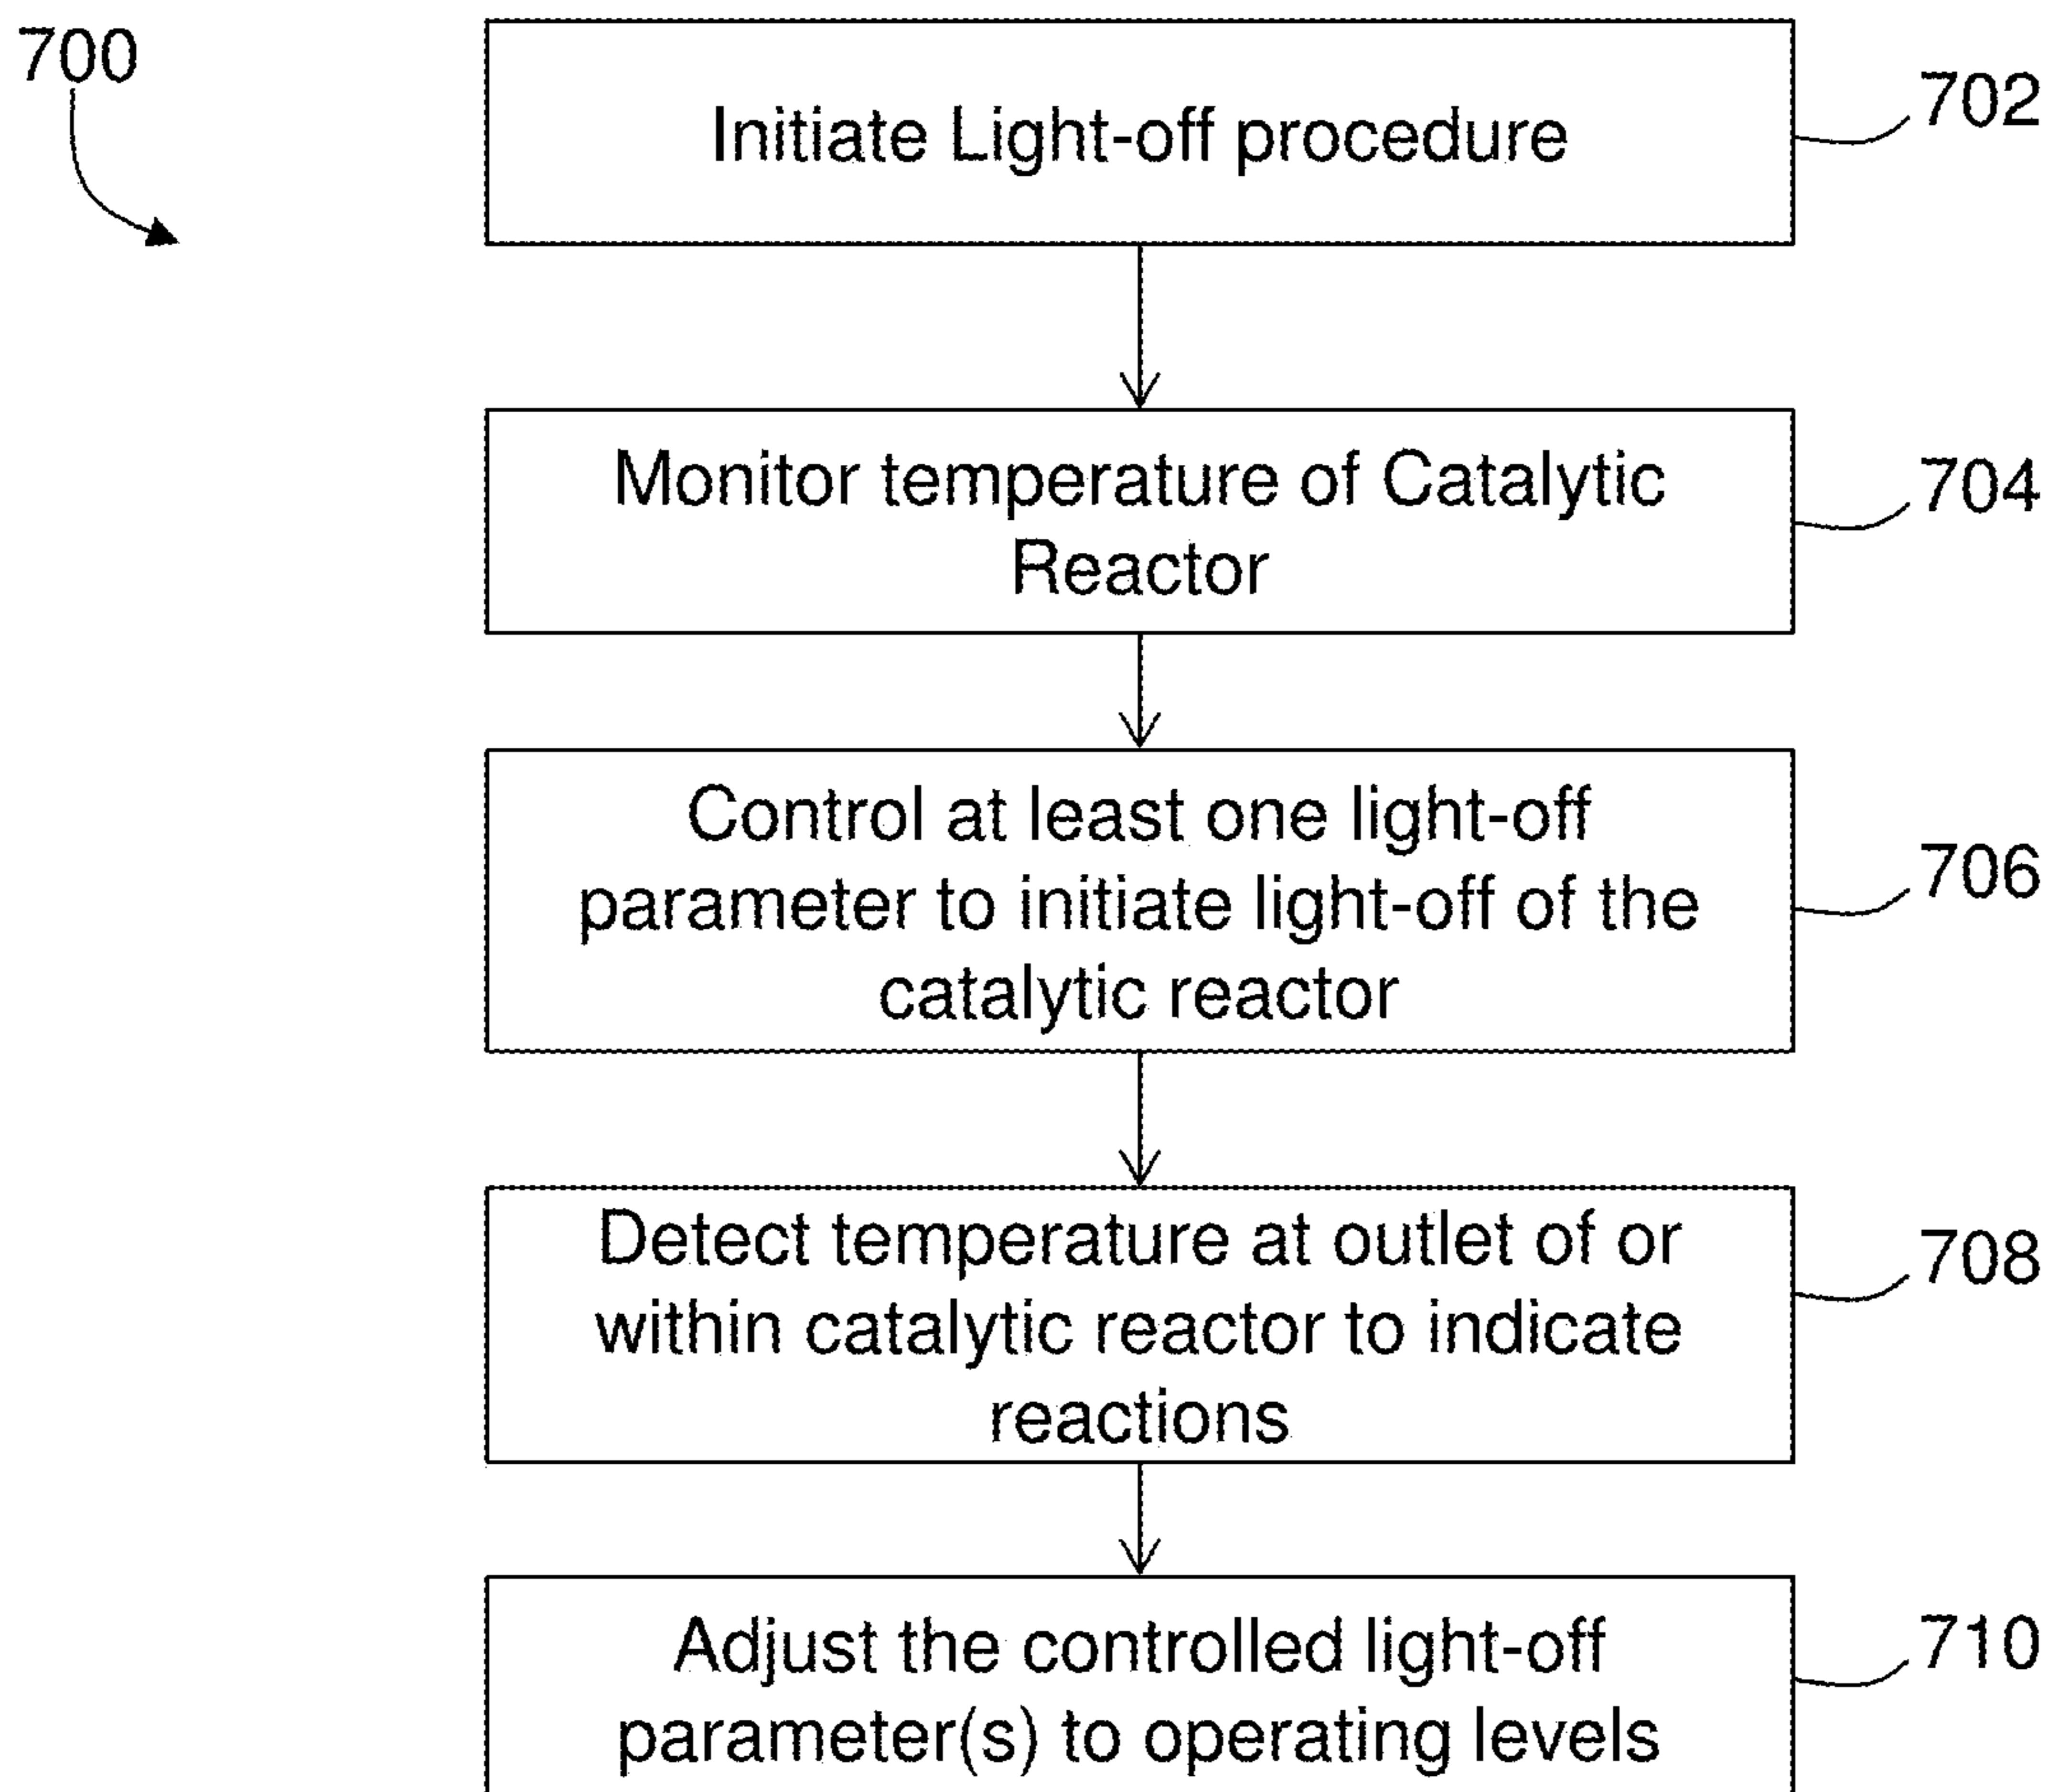 700
Initiate Light-off procedure
702
Monitor temperature of Catalytic
Reactor
704
Control at least one light-off
parameter to initiate light-off of the
catalytic reactor
706
Detect temperature at outlet of or
within catalytic reactor to indicate
reactions
708
Adjust the controlled light-off
parameter(s) to operating levels
710